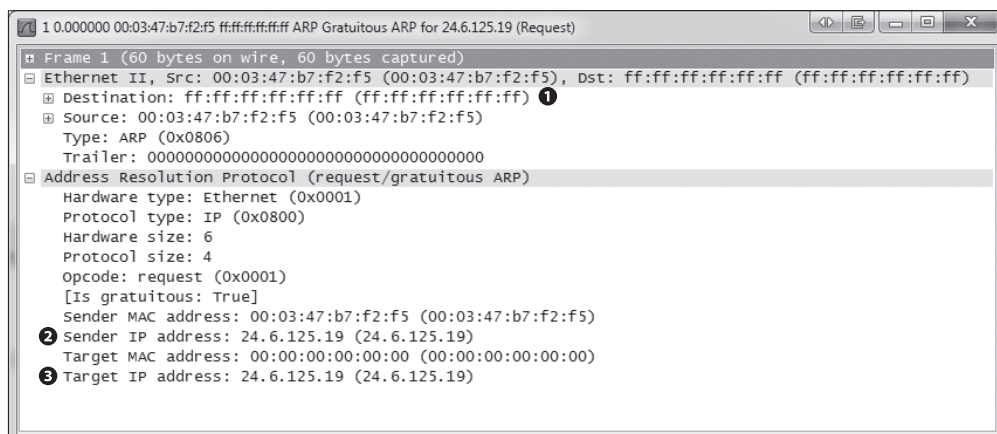 1 0.000000 00:03:47:b7:f2:f5 ff:ff:ff:ff:ff:ff ARP Gratuitous ARP for 24.6.125.19 (Request)
Frame 1 (60 bytes on wire, 60 bytes captured)
Ethernet II, Src: 00:03:47:b7:f2:f5 (00:03:47:b7:f2:f5), Dst: ff:ff:ff:ff:ff:ff (ff:ff:ff:ff:ff:ff)
Destination: ff:ff:ff:ff:ff:ff (ff:ff:ff:ff:ff:ff) ❶
Source: 00:03:47:b7:f2:f5 (00:03:47:b7:f2:f5)
Type: ARP (0x0806)
Trailer: 000000000000000000000000000000000000
Address Resolution Protocol (request/gratuitous ARP)
Hardware type: Ethernet (0x0001)
Protocol type: IP (0x0800)
Hardware size: 6
Protocol size: 4
Opcode: request (0x0001)
[Is gratuitous: True]
Sender MAC address: 00:03:47:b7:f2:f5 (00:03:47:b7:f2:f5)
❷ Sender IP address: 24.6.125.19 (24.6.125.19)
Target MAC address: 00:00:00:00:00:00 (00:00:00:00:00:00)
❸ Target IP address: 24.6.125.19 (24.6.125.19)